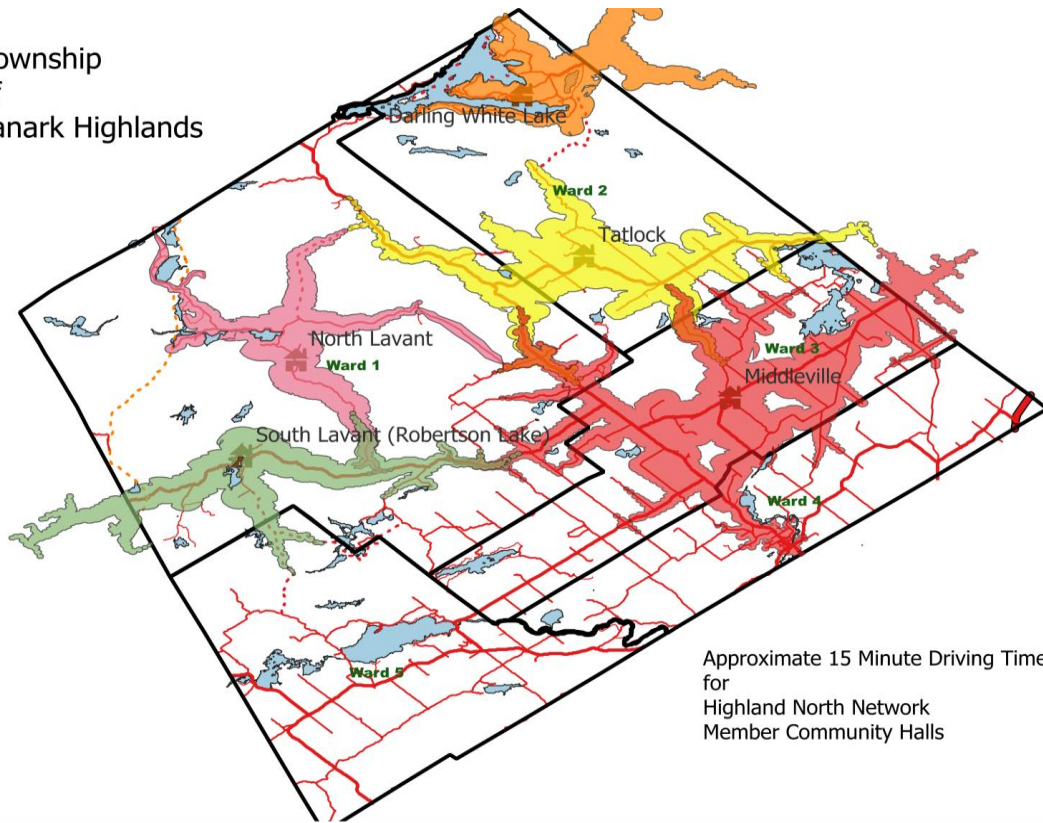 ownship
anark Highlands
Darling White Lake
Ward 2
Tatlock
North Lavant
Ward 1
Ward 3
Middleville
South Lavant (Robertson Lake)
Ward 4
Ward 5
Approximate 15 Minute Driving Time
for
Highland North Network
Member Community Halls